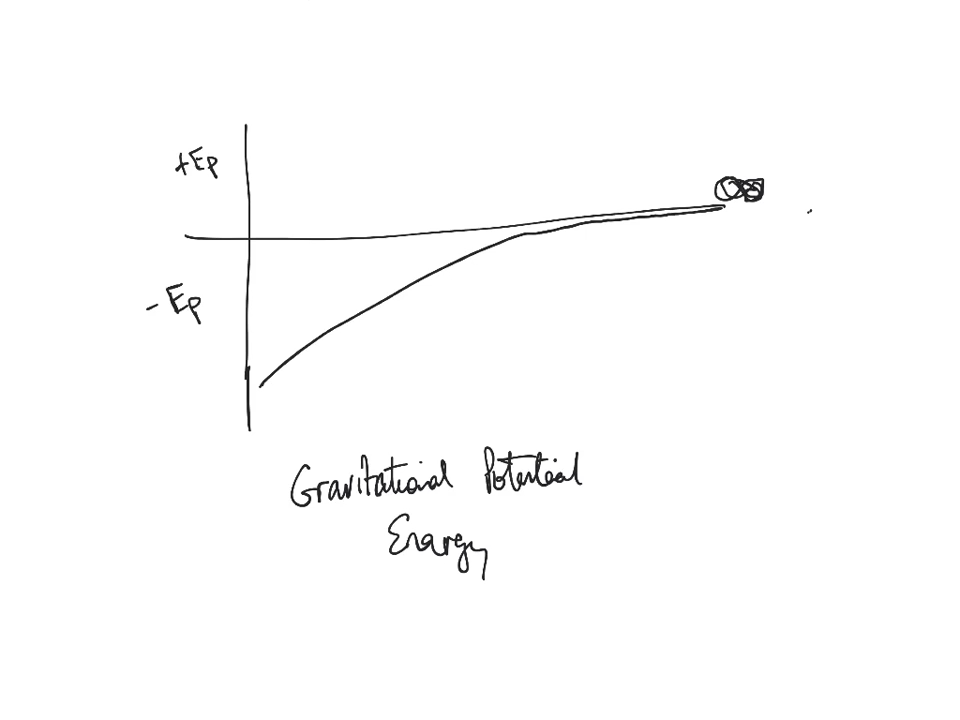 +Ep
∞
- Ep
Gravitational Potential
Energy